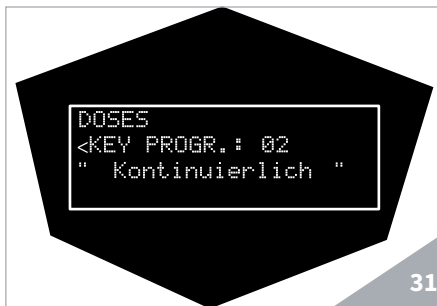 DOSES
<KEY PROGR.: 02
" Kontinuierlich "
31